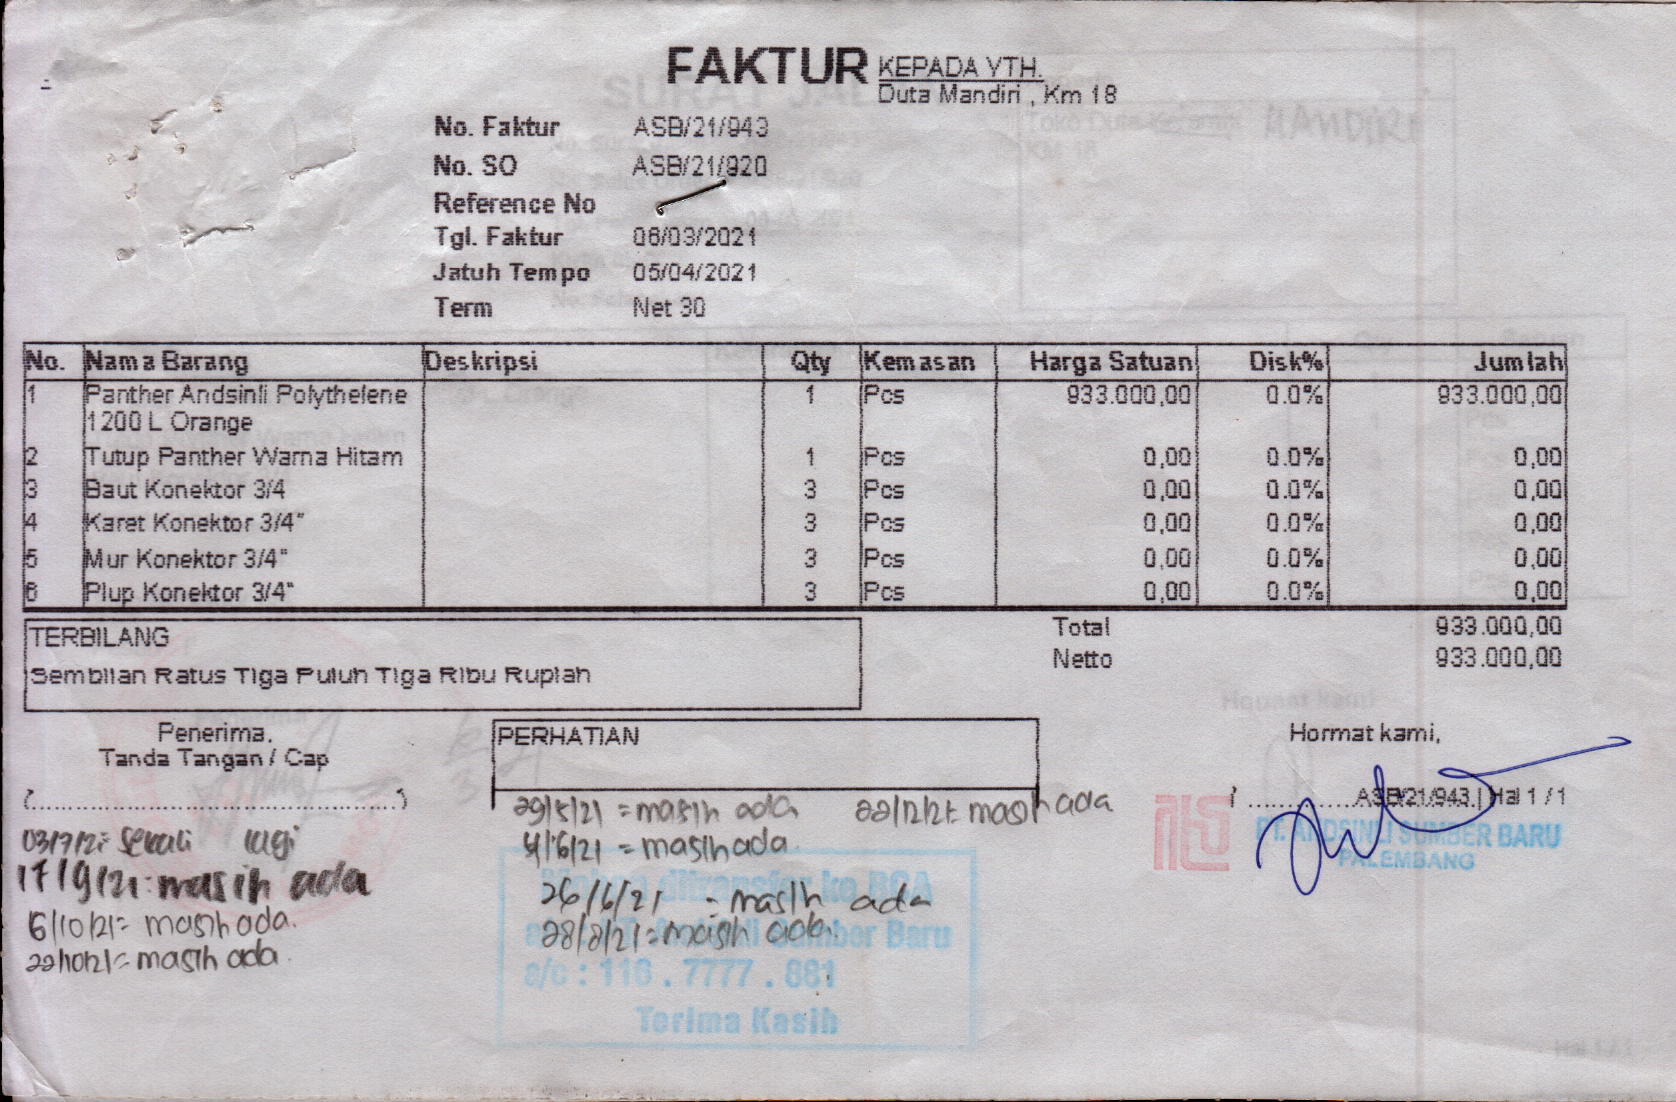 FAKTUR
KEPADA YTH.
Duta Mandiri , Km 18
No. Faktur ASB/21/943
No. SO ASB/21/920
Reference No
Tgl. Faktur 06/03/2021
Jatuh Tempo 05/04/2021
Term Net 30
No. Nama Barang Deskripsi Qty Kemasan Harga Satuan Disk% Jumlah
1 Panther Andsinli Polythelene 1 Pcs 933.000,00 0.0% 933.000,00
1200 L Orange
2 Tutup Panther Warna Hitam 1 Pcs 0,00 0.0% 0,00
3 Baut Konektor 3/4 3 Pcs 0,00 0.0% 0,00
4 Karet Konektor 3/4" 3 Pcs 0,00 0.0% 0,00
5 Mur Konektor 3/4" 3 Pcs 0,00 0.0% 0,00
6 Plup Konektor 3/4" 3 Pcs 0,00 0.0% 0,00
TERBILANG
Sembilan Ratus Tiga Puluh Tiga Ribu Rupiah
Total 933.000,00
Netto 933.000,00
Penerima,
Tanda Tangan / Cap
PERHATIAN
Hormat kami,
ASB/21/943 | Hal 1 / 1
PT. ANDSINLI SUMBER BARU
PALEMBANG
29/5/21 = masih ada
22/12/21 = masih ada
4/6/21 = masih ada
26/6/21 = masih ada
28/8/21 = masih ada.
03/7/21 = sekali lagi
17/9/21 : masih ada
6/10/21 = masih ada.
22/10/21 = masih ada.
ditransfer ke BCA
Sumber Baru
a/c : 116 . 7777 . 881
Terima Kasih